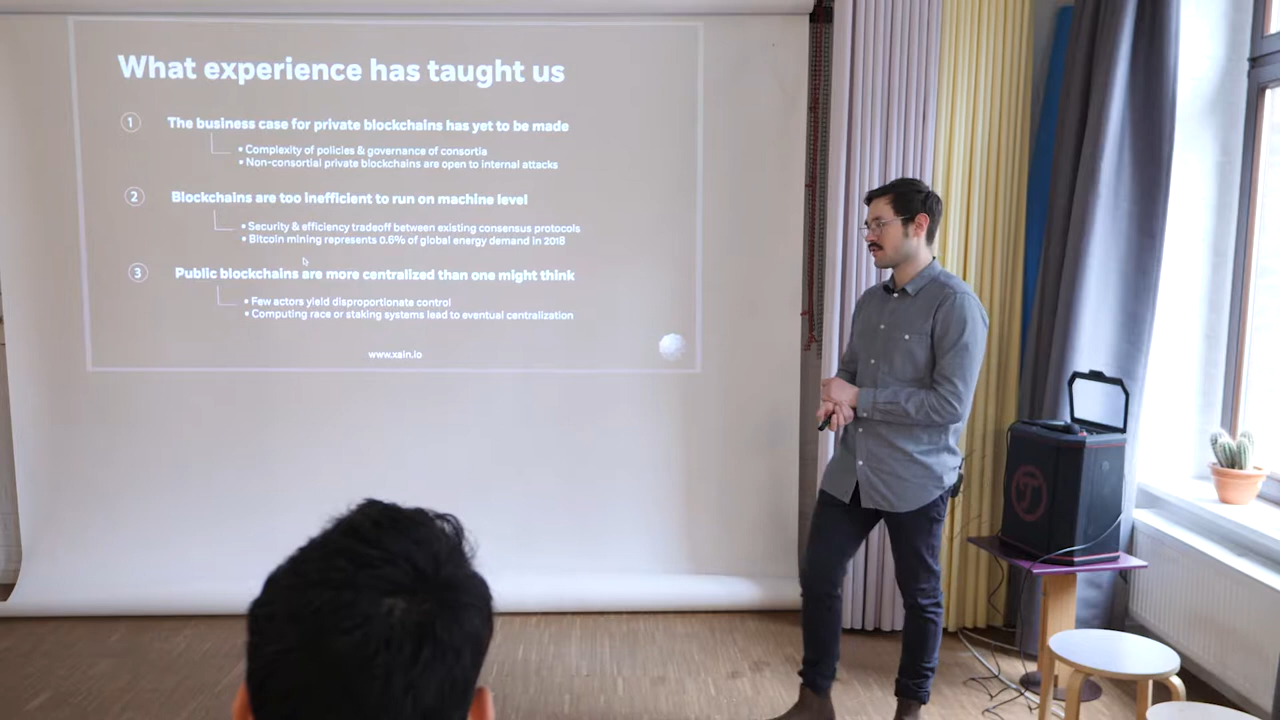 What experience has taught us
1 The business case for private blockchains has yet to be made
• Complexity of policies & governance of consortia
• Non-consortial private blockchains are open to internal attacks
2 Blockchains are too inefficient to run on machine level
• Security & efficiency tradeoff between existing consensus protocols
• Bitcoin mining represents 0.6% of global energy demand in 2018
3 Public blockchains are more centralized than one might think
• Few actors yield disproportionate control
• Computing race or staking systems lead to eventual centralization
www.xain.io